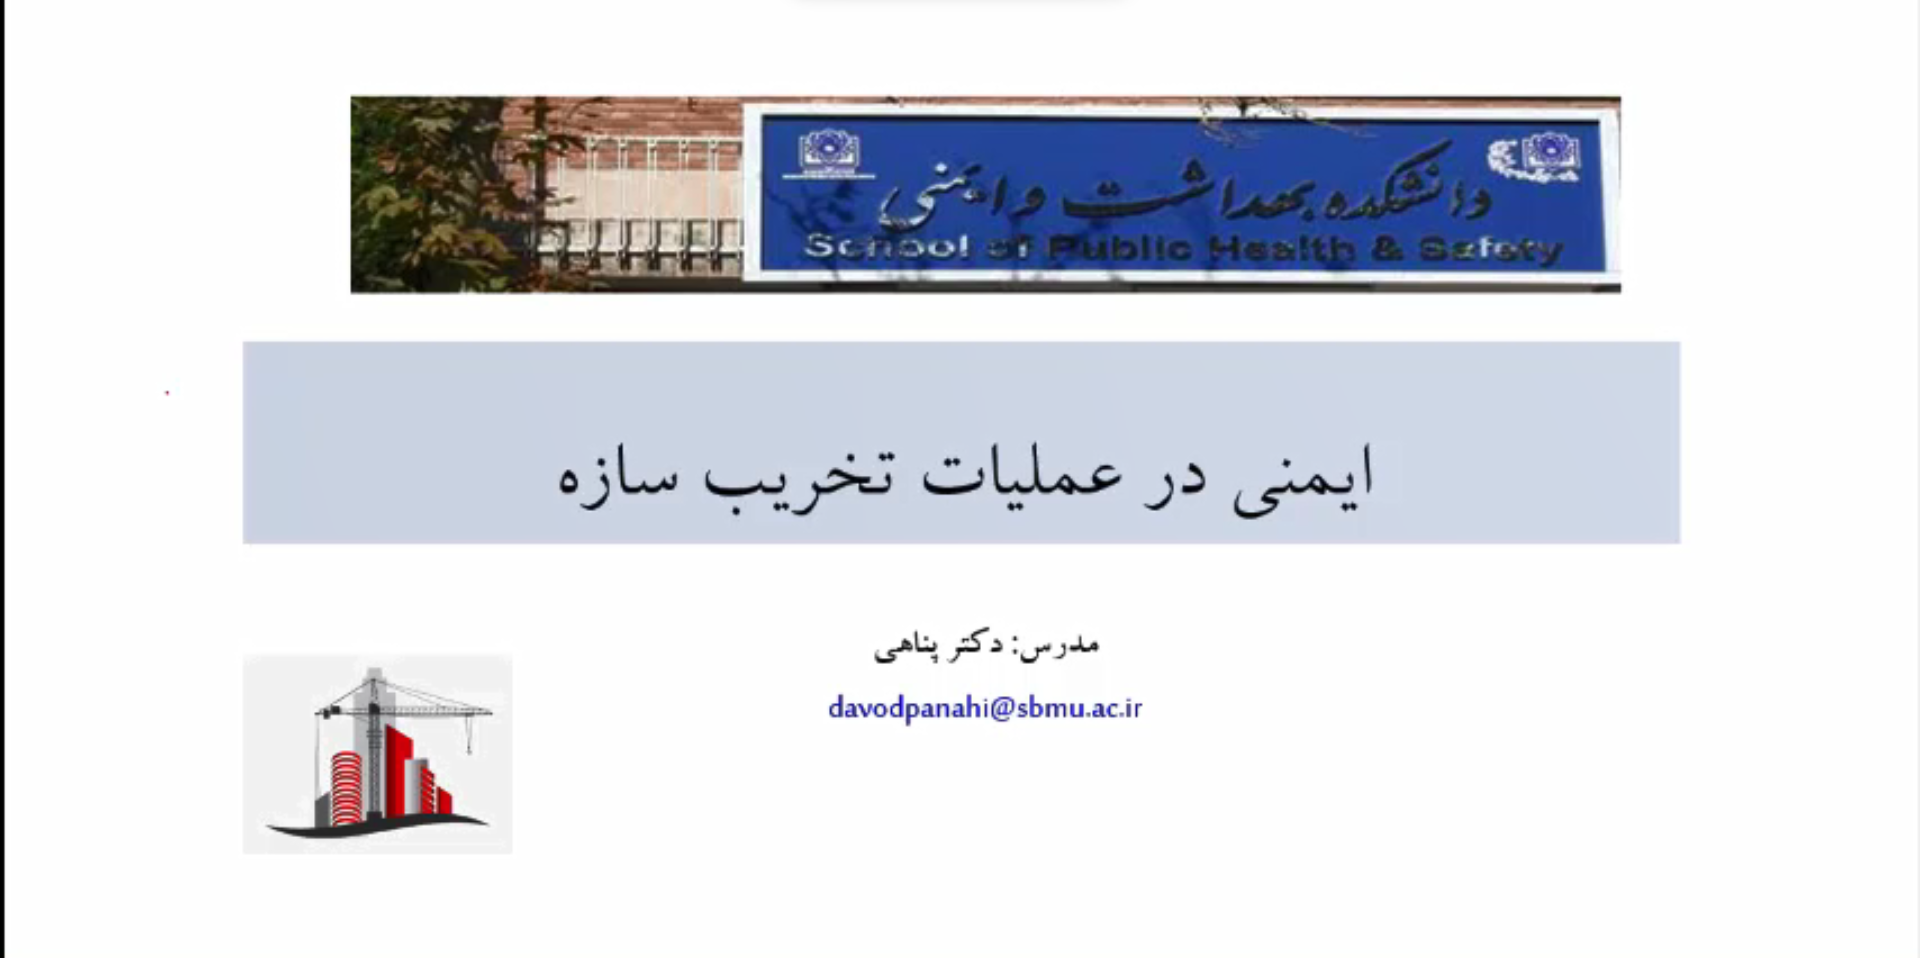 دانشکده بهداشت و ایمنی
School of Public Health & Safety
ایمنی در عملیات تخریب سازه
مدرس: دکتر پناهی
davodpanahi@sbmu.ac.ir